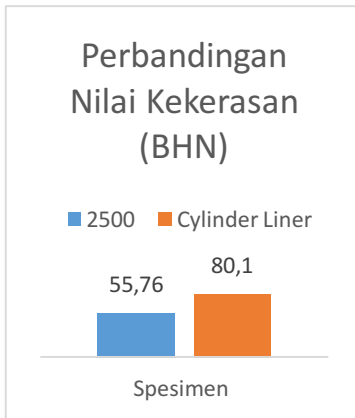 Perbandingan
Nilai Kekerasan
(BHN)
2500 Cylinder Liner
55,76 80,1
Spesimen